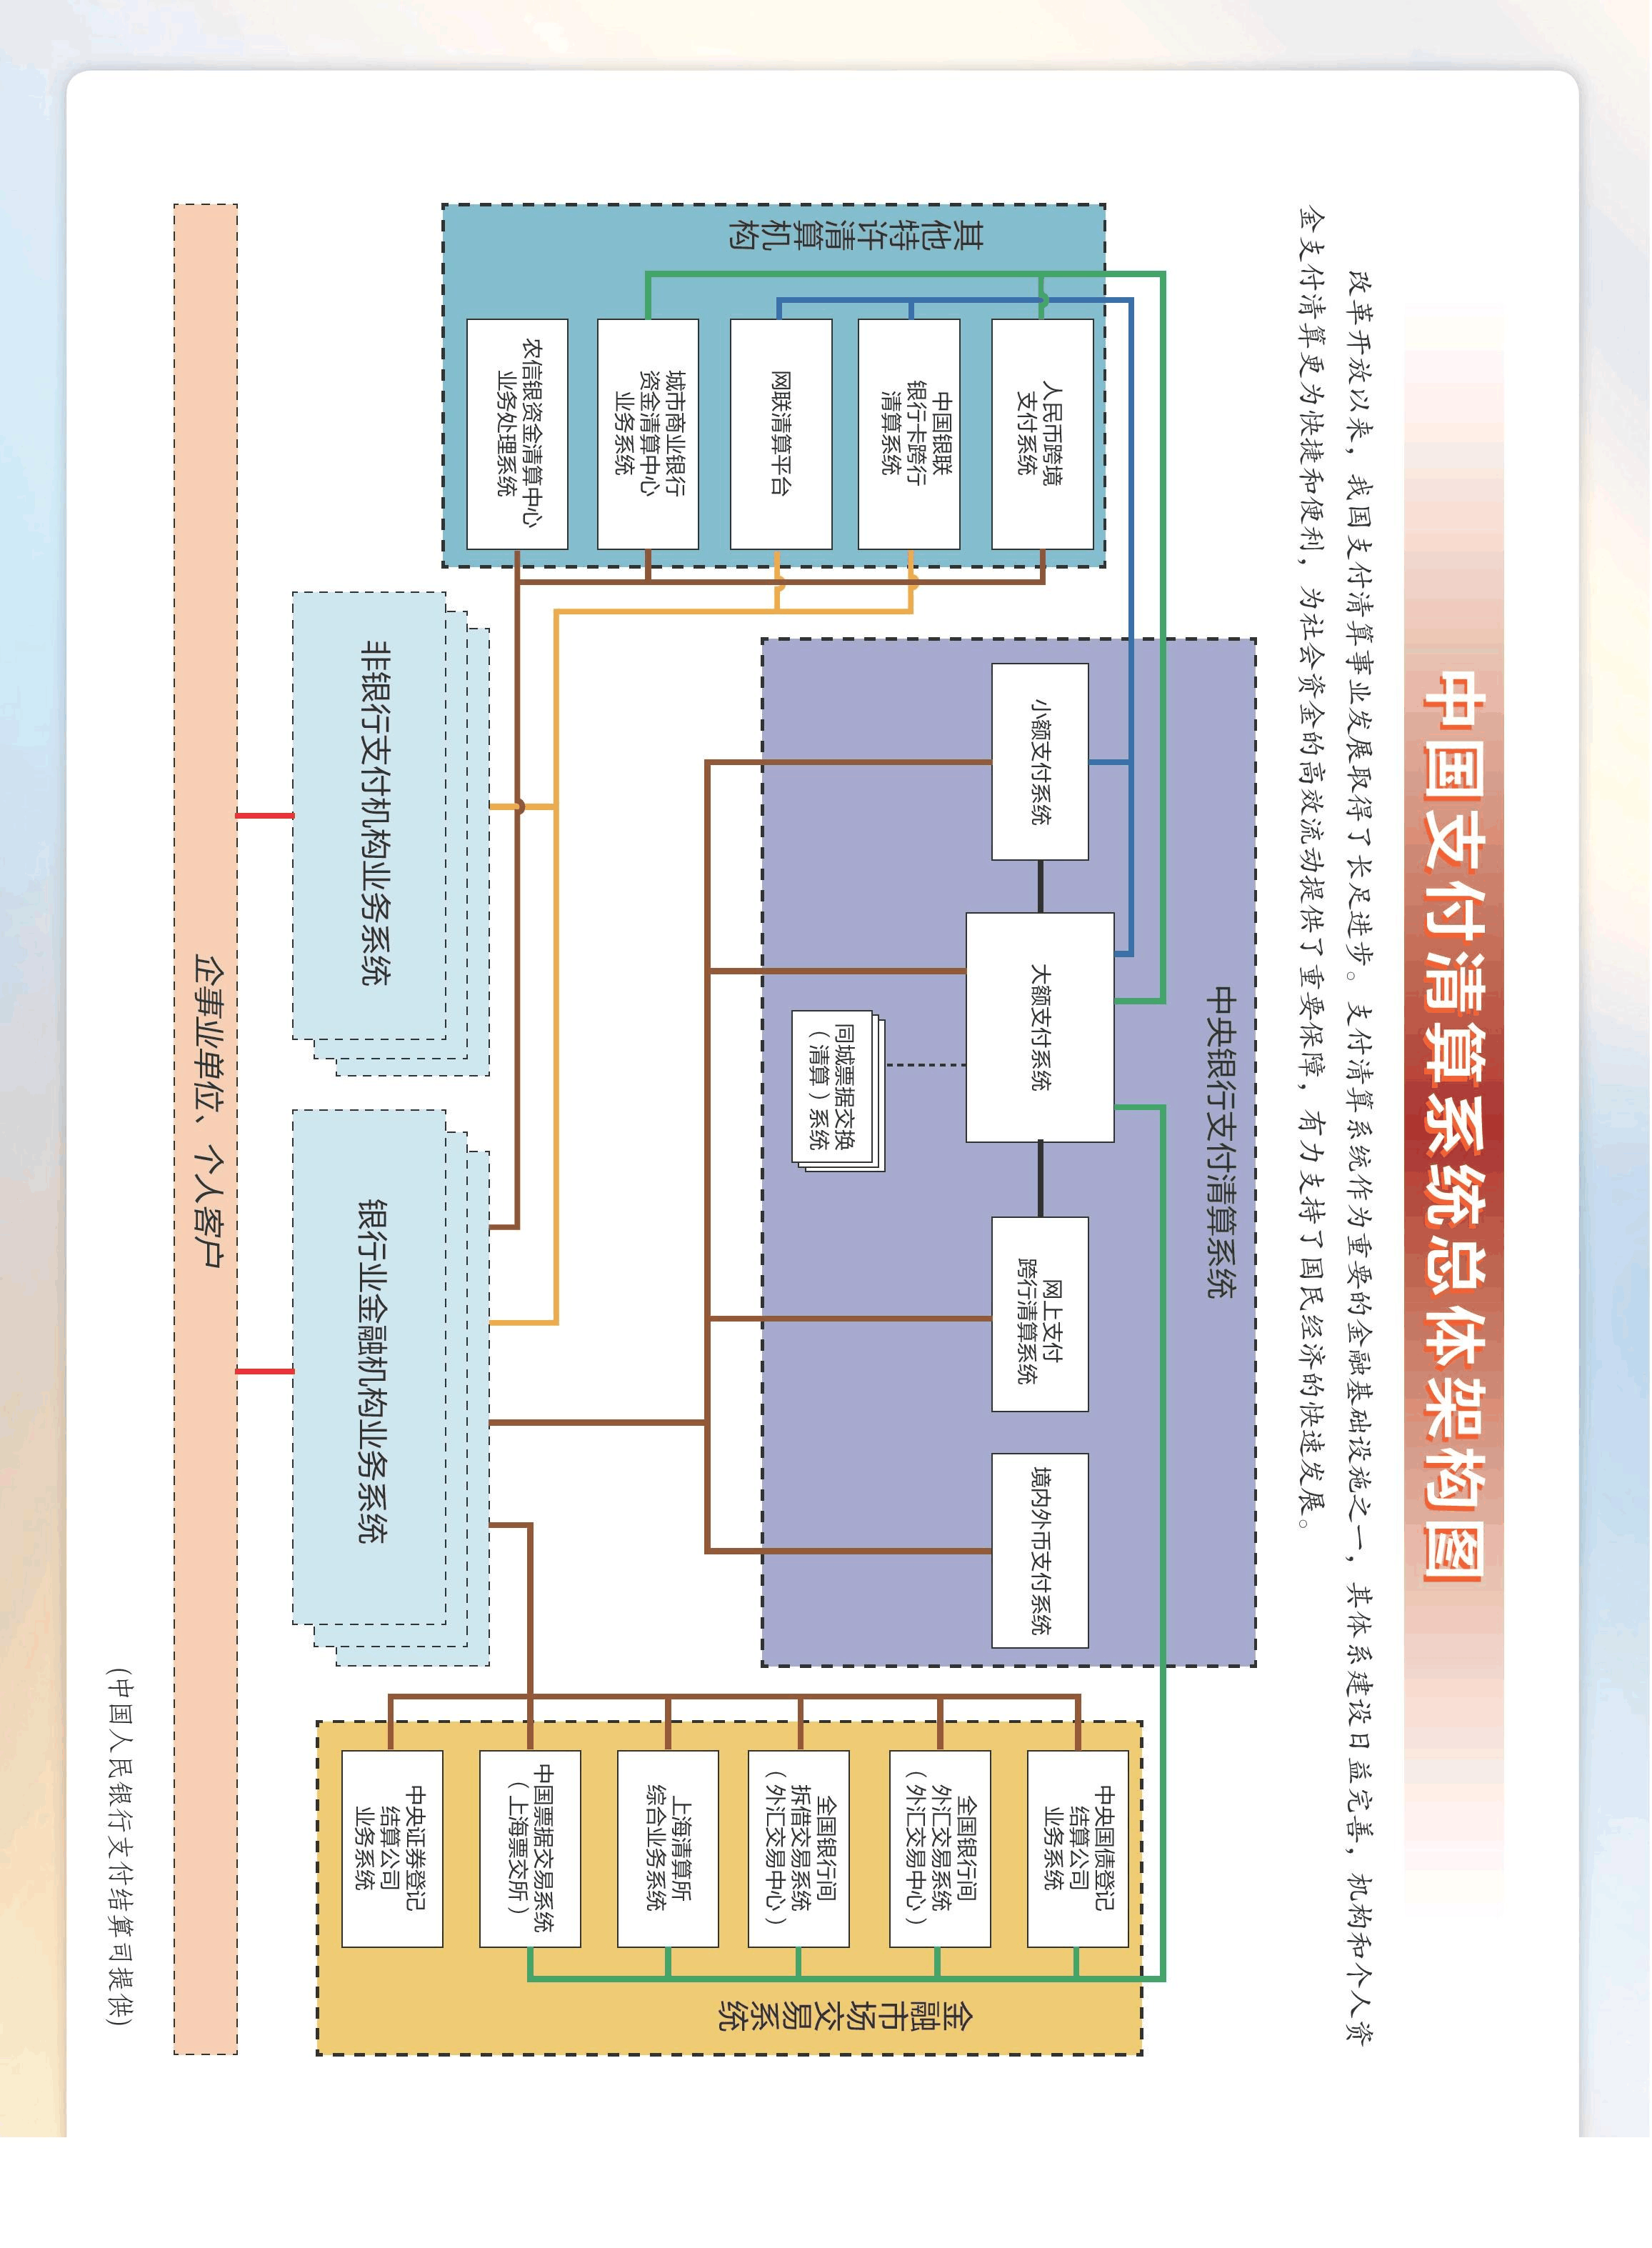 中国支付清算系统总体架构图
改革开放以来，我国支付清算事业发展取得了长足进步。支付清算系统作为重要的金融基础设施之一，其体系建设日益完善，机构和个人资
金支付清算更为快捷和便利，为社会资金的高效流动提供了重要保障，有力支持了国民经济的快速发展。
中央银行支付清算系统
小额支付系统
大额支付系统
网上支付
跨行清算系统
境内外币支付系统
同城票据交换
（清算）系统
其他特许清算机构
人民币跨境
支付系统
中国银联
银行卡跨行
清算系统
网联清算平台
城市商业银行
资金清算中心
业务系统
农信银资金清算中心
业务处理系统
金融市场交易系统
中央国债登记
结算公司
业务系统
全国银行间
外汇交易系统
（外汇交易中心）
全国银行间
拆借交易系统
（外汇交易中心）
上海清算所
综合业务系统
中国票据交易系统
（上海票交所）
中央证券登记
结算公司
业务系统
非银行支付机构业务系统
银行业金融机构业务系统
企事业单位、个人客户
(中国人民银行支付结算司提供)